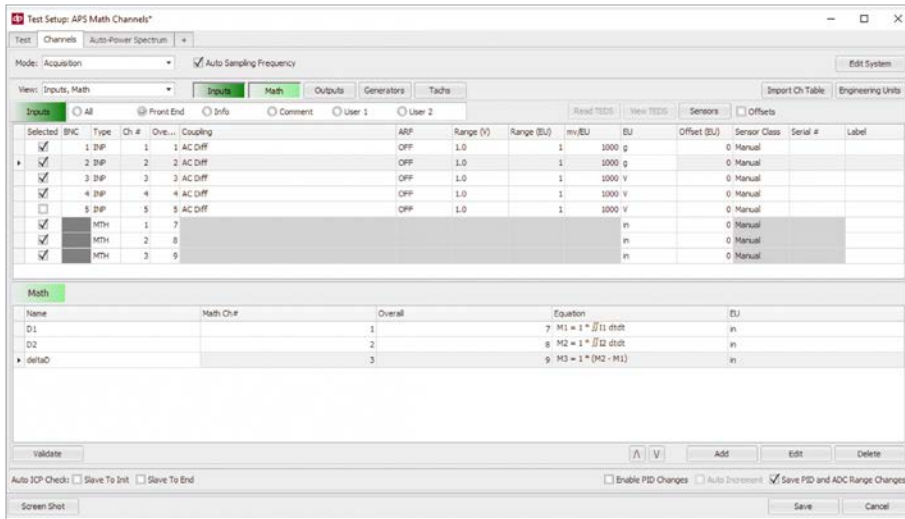 dp Test Setup: APS Math Channels*
Test Channels Auto-Power Spectrum +
Mode: Acquisition Auto Sampling Frequency Edit System
View: Inputs, Math Inputs Math Outputs Generators Tachs Import Ch Table Engineering Units
Inputs All Front End Info Comment User 1 User 2 Read TEDS View TEDS Sensors Offsets
Selected BNC Type Ch # Ove... Coupling ARF Range (V) Range (EU) mv/EU EU Offset (EU) Sensor Class Serial # Label
1 INP 1 1 AC Diff OFF 1.0 1 1000 g 0 Manual
2 INP 2 2 AC Diff OFF 1.0 1 1000 g 0 Manual
3 INP 3 3 AC Diff OFF 1.0 1 1000 V 0 Manual
4 INP 4 4 AC Diff OFF 1.0 1 1000 V 0 Manual
5 INP 5 5 AC Diff OFF 1.0 1 1000 V 0 Manual
MTH 1 7 in 0 Manual
MTH 2 8 in 0 Manual
MTH 3 9 in 0 Manual
Math
Name Math Ch# Overall Equation EU
D1 1 7 M1 = 1 * ∬I1 dtdt in
D2 2 8 M2 = 1 * ∬I2 dtdt in
deltaD 3 9 M3 = 1 * (M2 - M1) in
Validate Λ V Add Edit Delete
Auto ICP Check: Slave To Init Slave To End Enable PID Changes Auto Increment Save PID and ADC Range Changes
Screen Shot Save Cancel